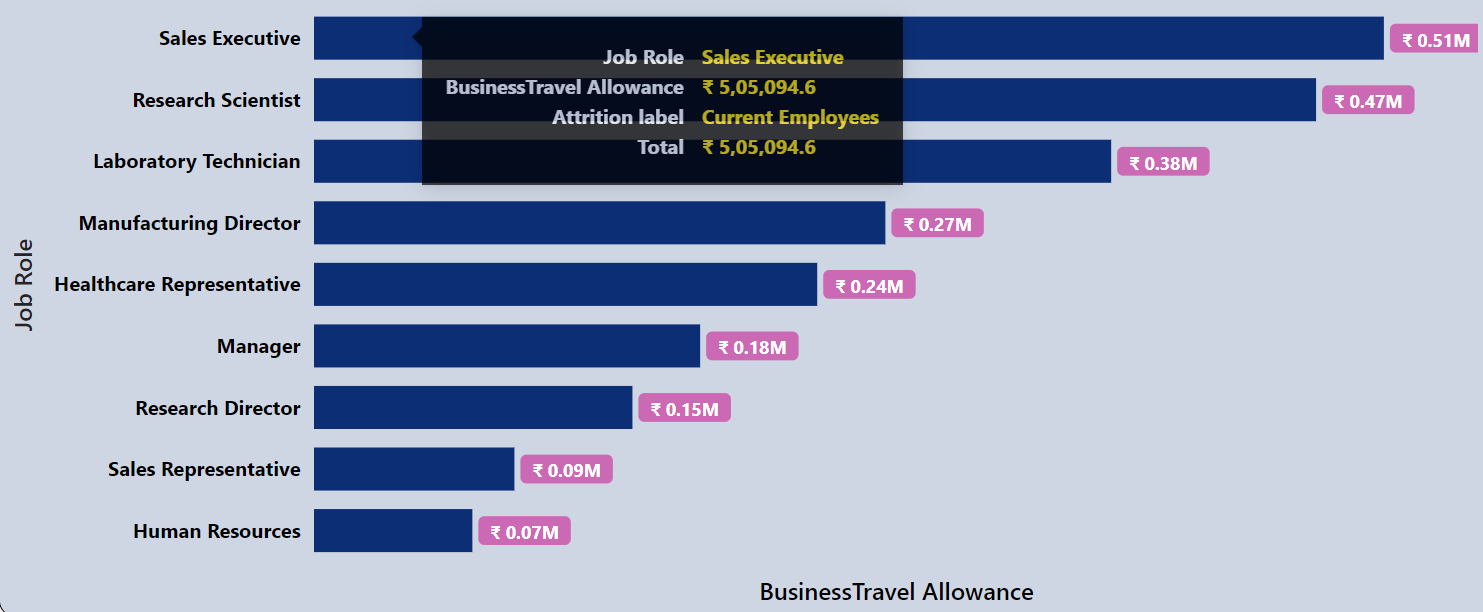 Sales Executive ₹ 0.51M
Job Role Sales Executive
BusinessTravel Allowance ₹ 5,05,094.6
Attrition label Current Employees
Total ₹ 5,05,094.6
Research Scientist ₹ 0.47M
Laboratory Technician ₹ 0.38M
Manufacturing Director ₹ 0.27M
Healthcare Representative ₹ 0.24M
Manager ₹ 0.18M
Research Director ₹ 0.15M
Sales Representative ₹ 0.09M
Human Resources ₹ 0.07M
Job Role
BusinessTravel Allowance